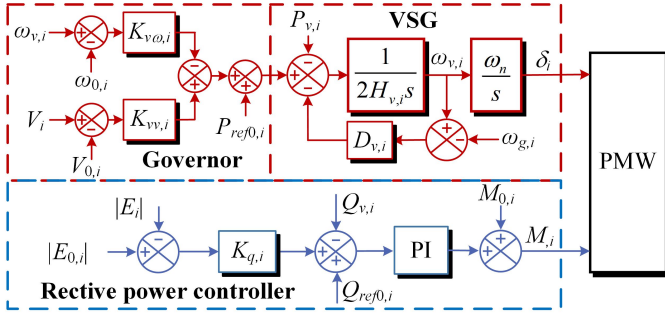 ω_{v,i}
K_{vω,i}
ω_{0,i}
V_i
K_{vv,i}
V_{0,i}
P_{ref0,i}
Governor
P_{v,i}
VSG
1
2H_{v,i}s
ω_{v,i}
ω_n
s
δ_i
D_{v,i}
ω_{g,i}
PMW
|E_i|
|E_{0,i}|
K_{q,i}
Q_{v,i}
Q_{ref0,i}
PI
M_{0,i}
M_{,i}
Rective power controller